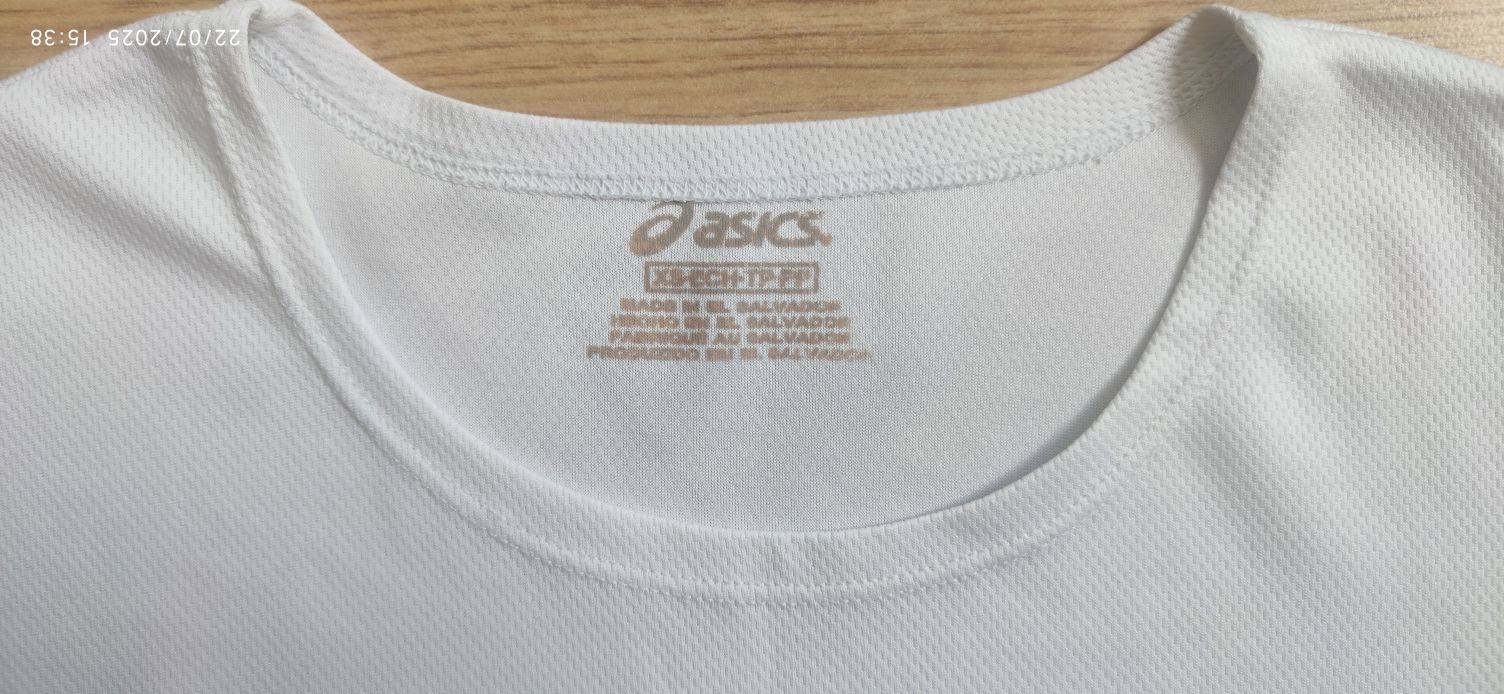 22/07/2025 15:38
asics
XS-ECH-TP-PP
MADE IN EL SALVADOR
HECHO EN EL SALVADOR
FABRIQUE AU SALVADOR
PRODUZIDO EM EL SALVADOR